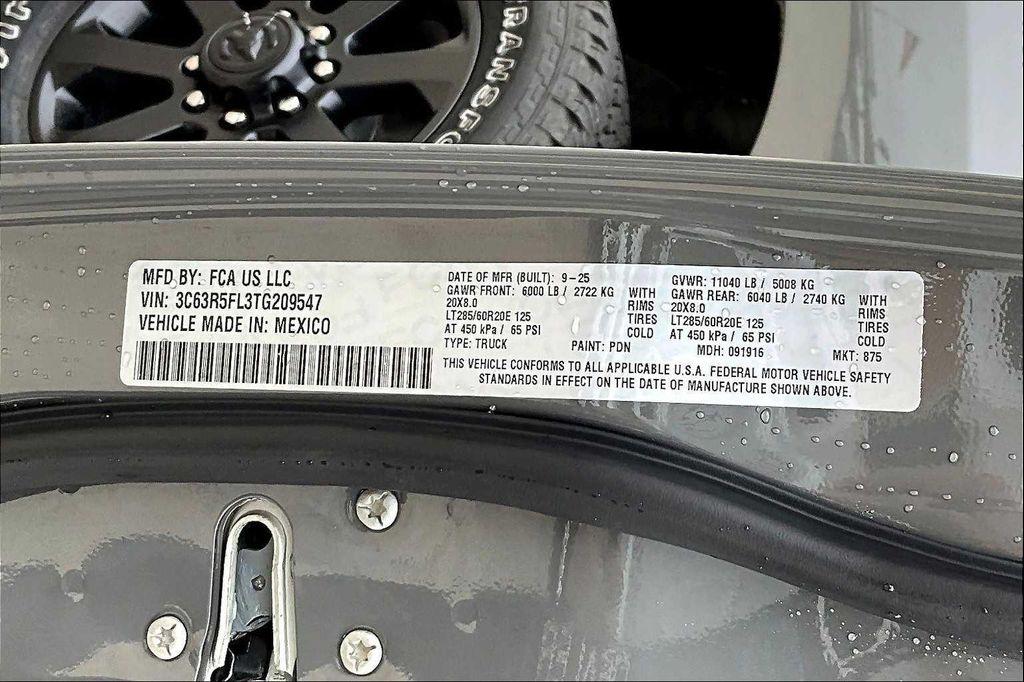 TRANSFO
MFD BY: FCA US LLC
VIN: 3C63R5FL3TG209547
VEHICLE MADE IN: MEXICO
DATE OF MFR (BUILT): 9-25
GAWR FRONT: 6000 LB / 2722 KG WITH
20X8.0 RIMS
LT285/60R20E 125 TIRES
AT 450 kPa / 65 PSI COLD
TYPE: TRUCK PAINT: PDN
GVWR: 11040 LB / 5008 KG
GAWR REAR: 6040 LB / 2740 KG WITH
20X8.0 RIMS
LT285/60R20E 125 TIRES
AT 450 kPa / 65 PSI COLD
MDH: 091916 MKT: 875
THIS VEHICLE CONFORMS TO ALL APPLICABLE U.S.A. FEDERAL MOTOR VEHICLE SAFETY
STANDARDS IN EFFECT ON THE DATE OF MANUFACTURE SHOWN ABOVE.